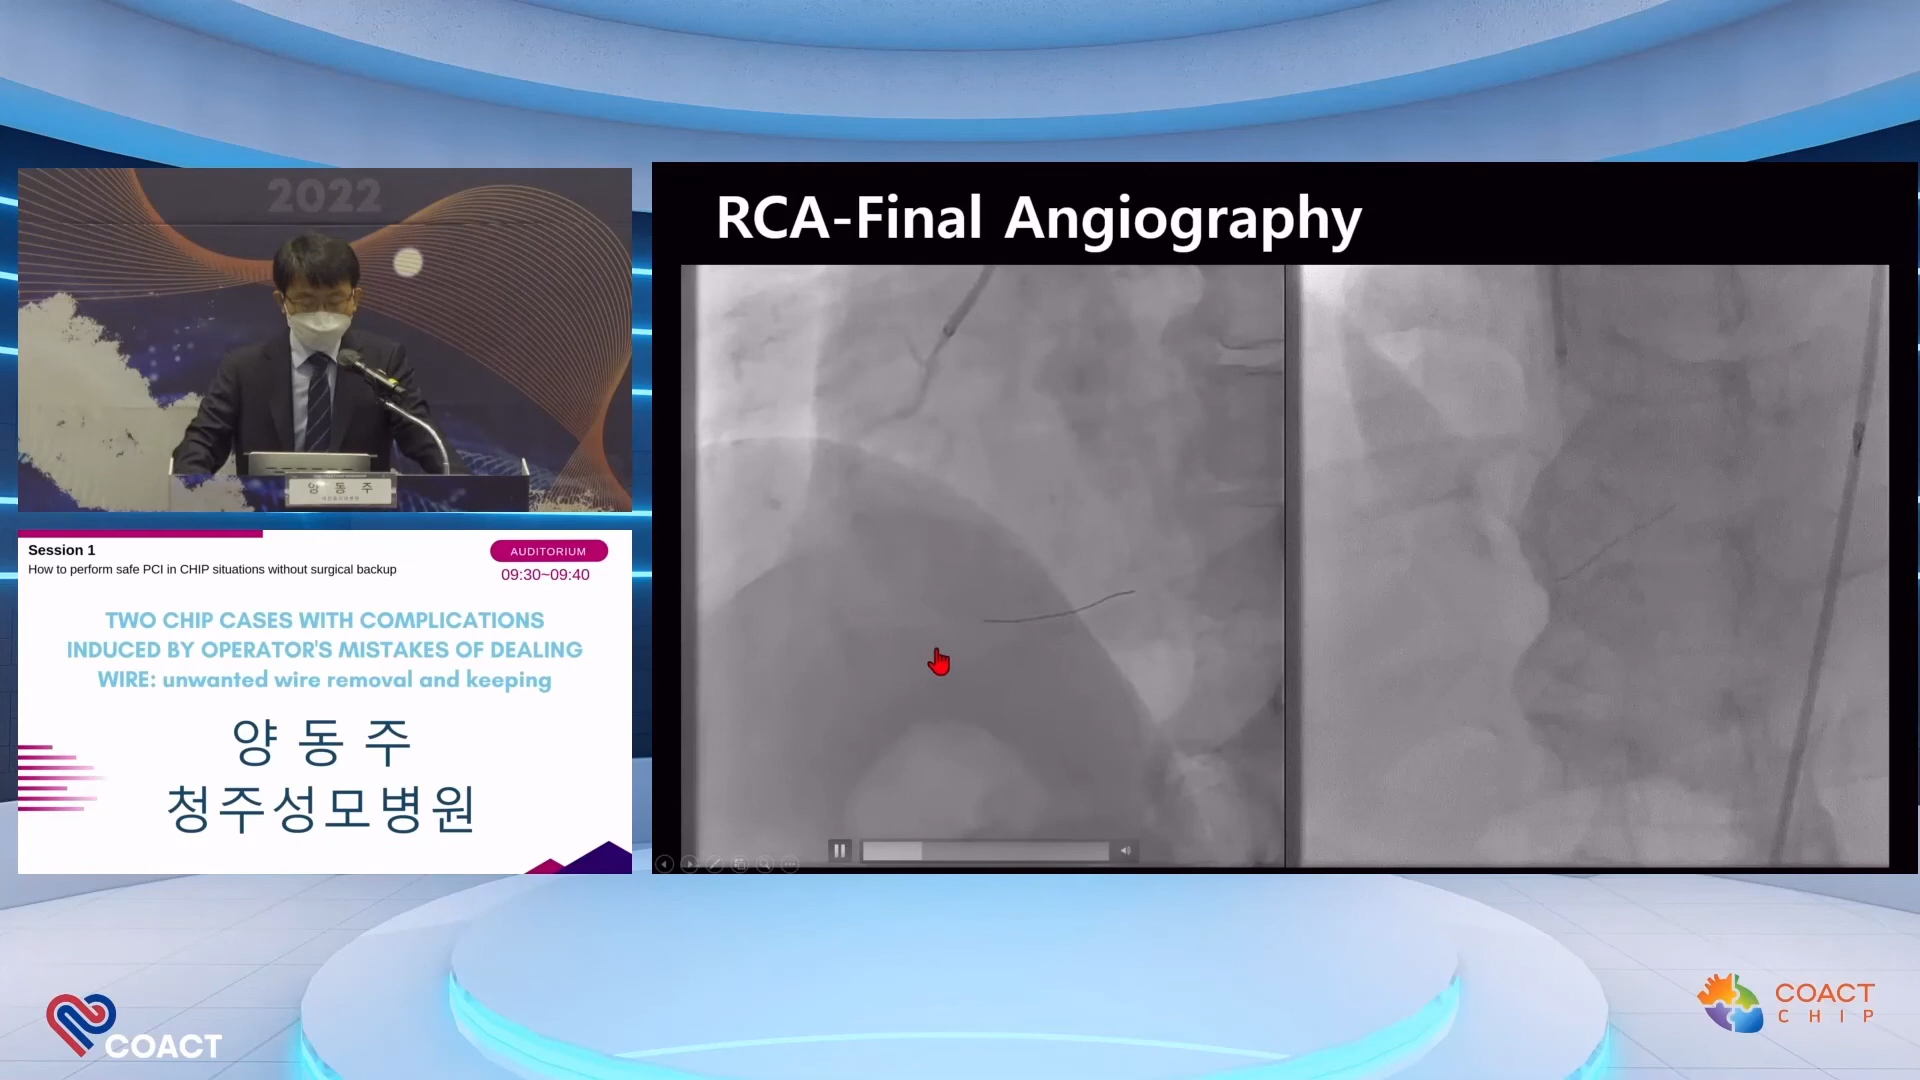 2022
양 동 주
RCA-Final Angiography
Session 1
How to perform safe PCI in CHIP situations without surgical backup
AUDITORIUM
09:30~09:40
TWO CHIP CASES WITH COMPLICATIONS
INDUCED BY OPERATOR'S MISTAKES OF DEALING
WIRE: unwanted wire removal and keeping
양 동 주
청주성모병원
COACT
COACT
CHIP